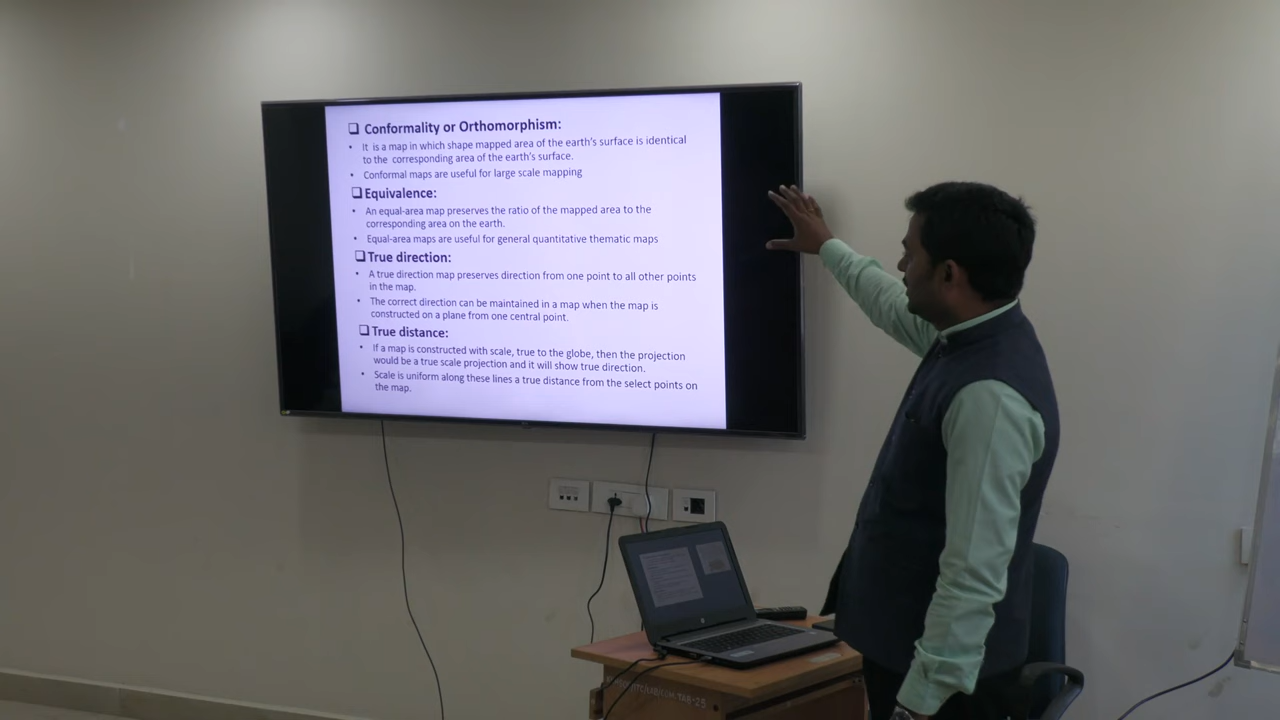 ❑ Conformality or Orthomorphism:
• It is a map in which shape mapped area of the earth's surface is identical
to the corresponding area of the earth's surface.
• Conformal maps are useful for large scale mapping
❑ Equivalence:
• An equal-area map preserves the ratio of the mapped area to the
corresponding area on the earth.
• Equal-area maps are useful for general quantitative thematic maps
❑ True direction:
• A true direction map preserves direction from one point to all other points
in the map.
• The correct direction can be maintained in a map when the map is
constructed on a plane from one central point.
❑ True distance:
• If a map is constructed with scale, true to the globe, then the projection
would be a true scale projection and it will show true direction.
• Scale is uniform along these lines a true distance from the select points on
the map.